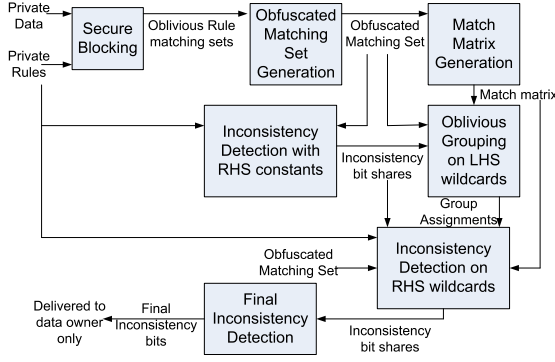 Private
Data
Private
Rules
Secure
Blocking
Oblivious Rule
matching sets
Obfuscated
Matching
Set
Generation
Obfuscated
Matching Set
Match
Matrix
Generation
Match matrix
Inconsistency
Detection with
RHS constants
Inconsistency
bit shares
Oblivious
Grouping
on LHS
wildcards
Group
Assignments
Obfuscated
Matching Set
Inconsistency
Detection on
RHS wildcards
Delivered to
data owner
only
Final
Inconsistency
bits
Final
Inconsistency
Detection
Inconsistency
bit shares